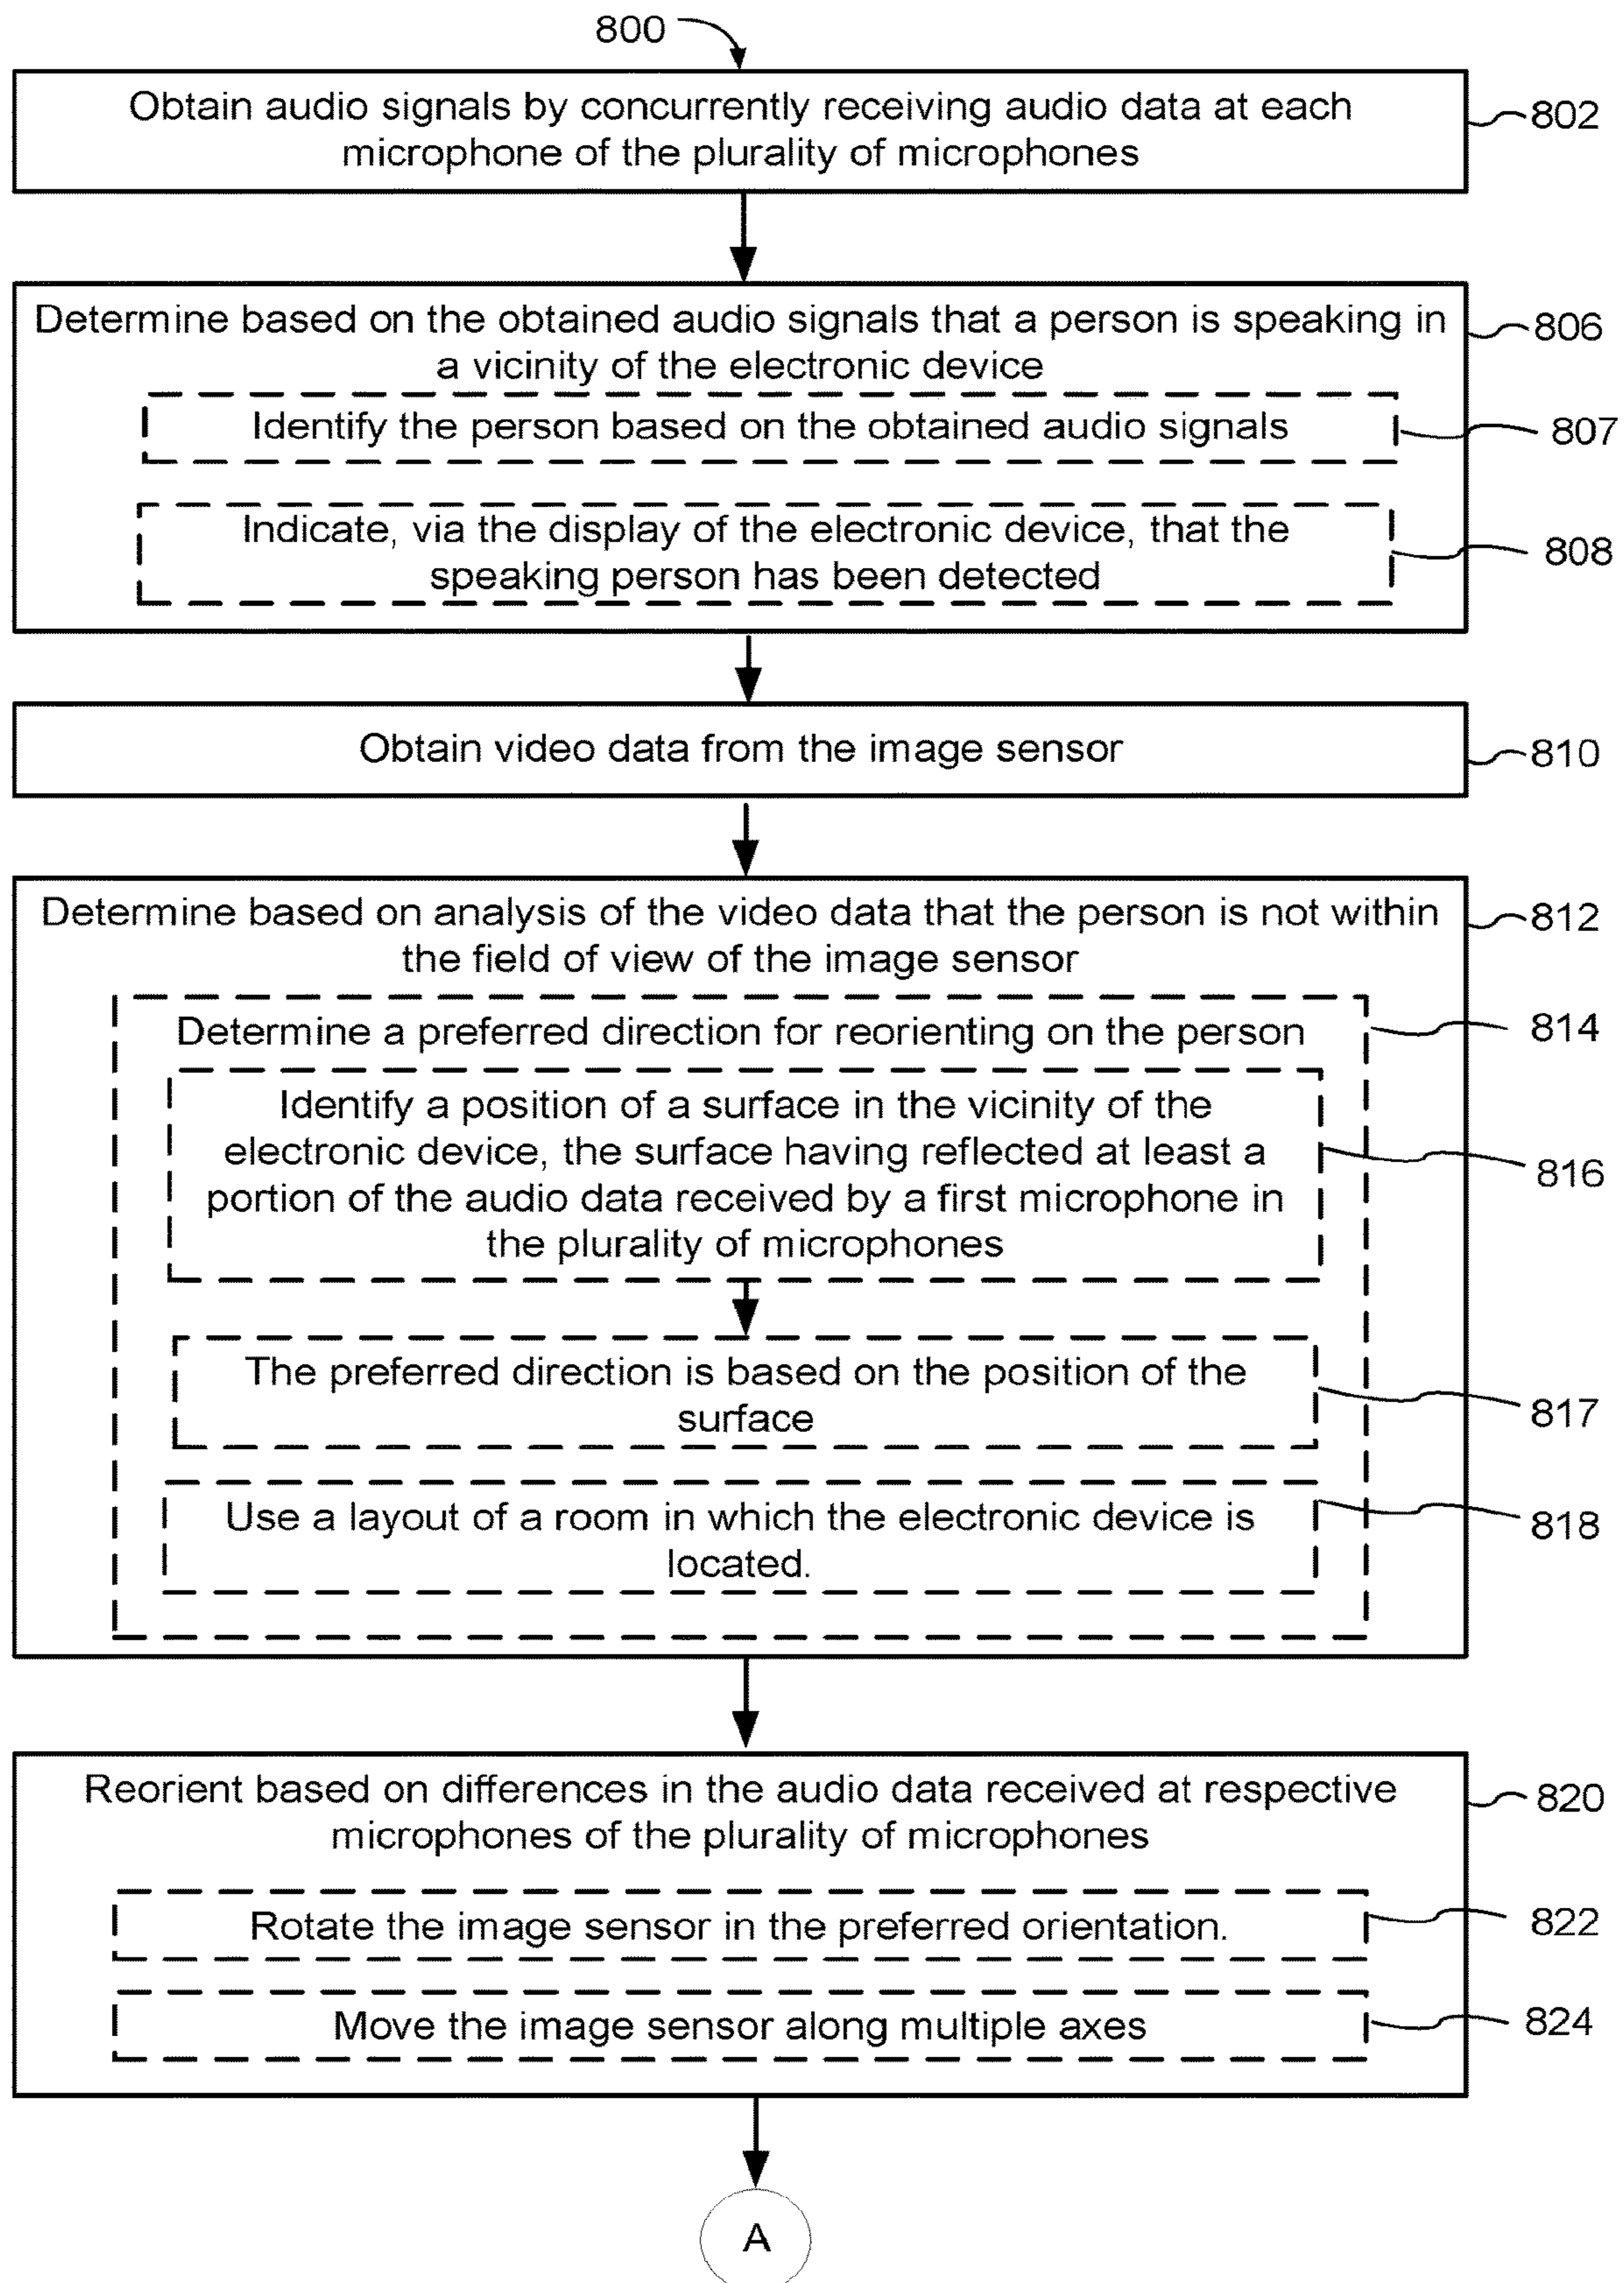 800
Obtain audio signals by concurrently receiving audio data at each
microphone of the plurality of microphones
802
Determine based on the obtained audio signals that a person is speaking in
a vicinity of the electronic device
806
Identify the person based on the obtained audio signals
807
Indicate, via the display of the electronic device, that the
speaking person has been detected
808
Obtain video data from the image sensor
810
Determine based on analysis of the video data that the person is not within
the field of view of the image sensor
812
Determine a preferred direction for reorienting on the person
814
Identify a position of a surface in the vicinity of the
electronic device, the surface having reflected at least a
portion of the audio data received by a first microphone in
the plurality of microphones
816
The preferred direction is based on the position of the
surface
817
Use a layout of a room in which the electronic device is
located.
818
Reorient based on differences in the audio data received at respective
microphones of the plurality of microphones
820
Rotate the image sensor in the preferred orientation.
822
Move the image sensor along multiple axes
824
A